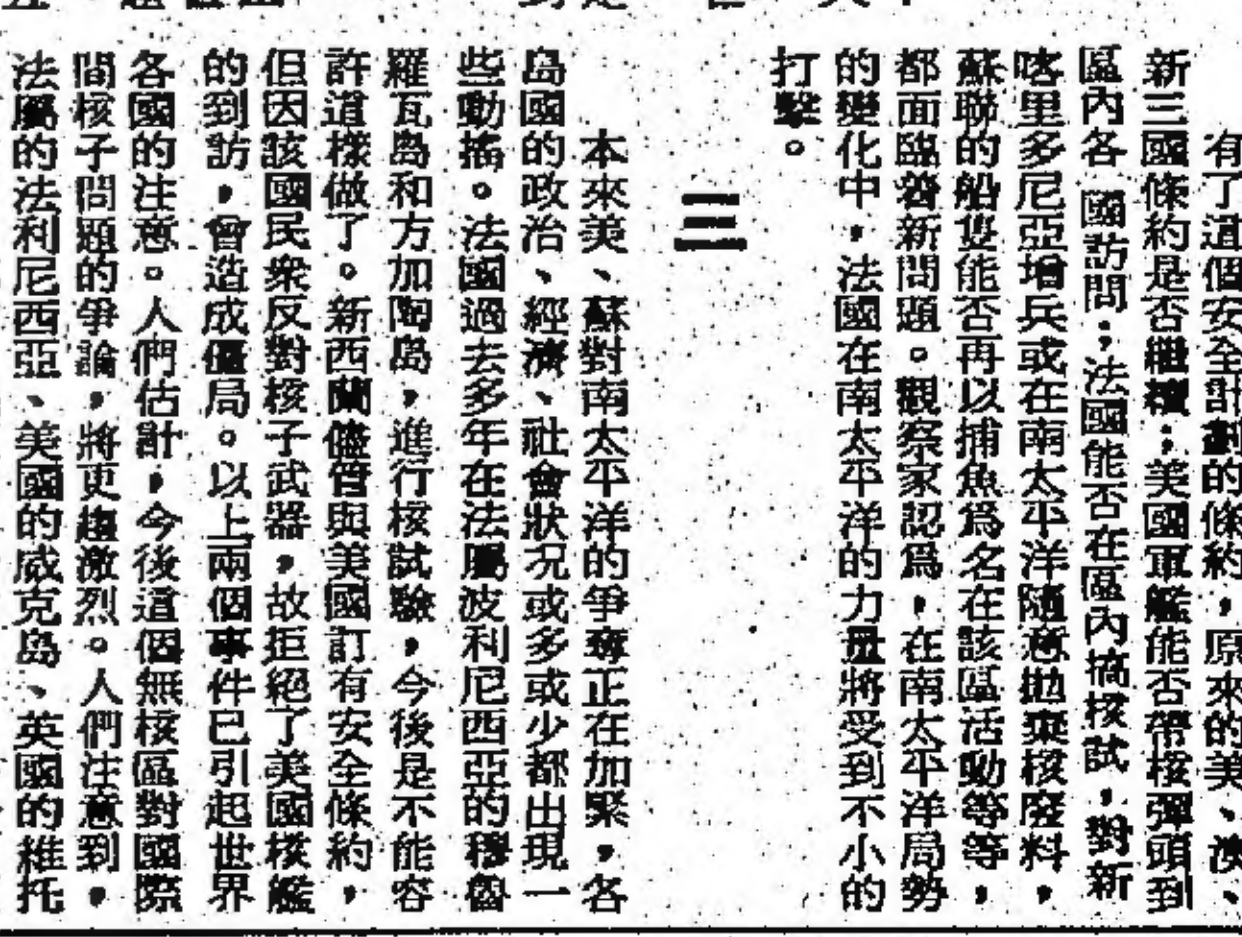 有了這個安全計劃的條約，原來的美、澳、
新三國條約是否繼續；美國軍艦能否帶核彈頭到
區內各國訪問；法國能否在區內搞核試，對新
喀里多尼亞增兵或在南太平洋隨意拋棄核廢料，
蘇聯的船隻能否再以捕魚爲名在該區活動等等，
都面臨着新問題。觀察家認爲，在南太平洋局勢
的變化中，法國在南太平洋的力量將受到不小的
打擊。
三
本來美、蘇對南太平洋的爭奪正在加緊，各
島國的政治、經濟、社會狀况或多或少都出現一
些動搖。法國過去多年在法屬波利尼西亞的穆魯
羅瓦島和方加陶島，進行核試驗，今後是不能容
許這樣做了。新西蘭儘管與美國訂有安全條約，
但因該國民衆反對核子武器，故拒絕了美國核艦
的到訪，曾造成僵局。以上兩個事件已引起世界
各國的注意。人們估計，今後這個無核區對國際
間核子問題的爭論，將更趨激烈。人們注意到，
法屬的法利尼西亞、美國的威克島、英國的稚托